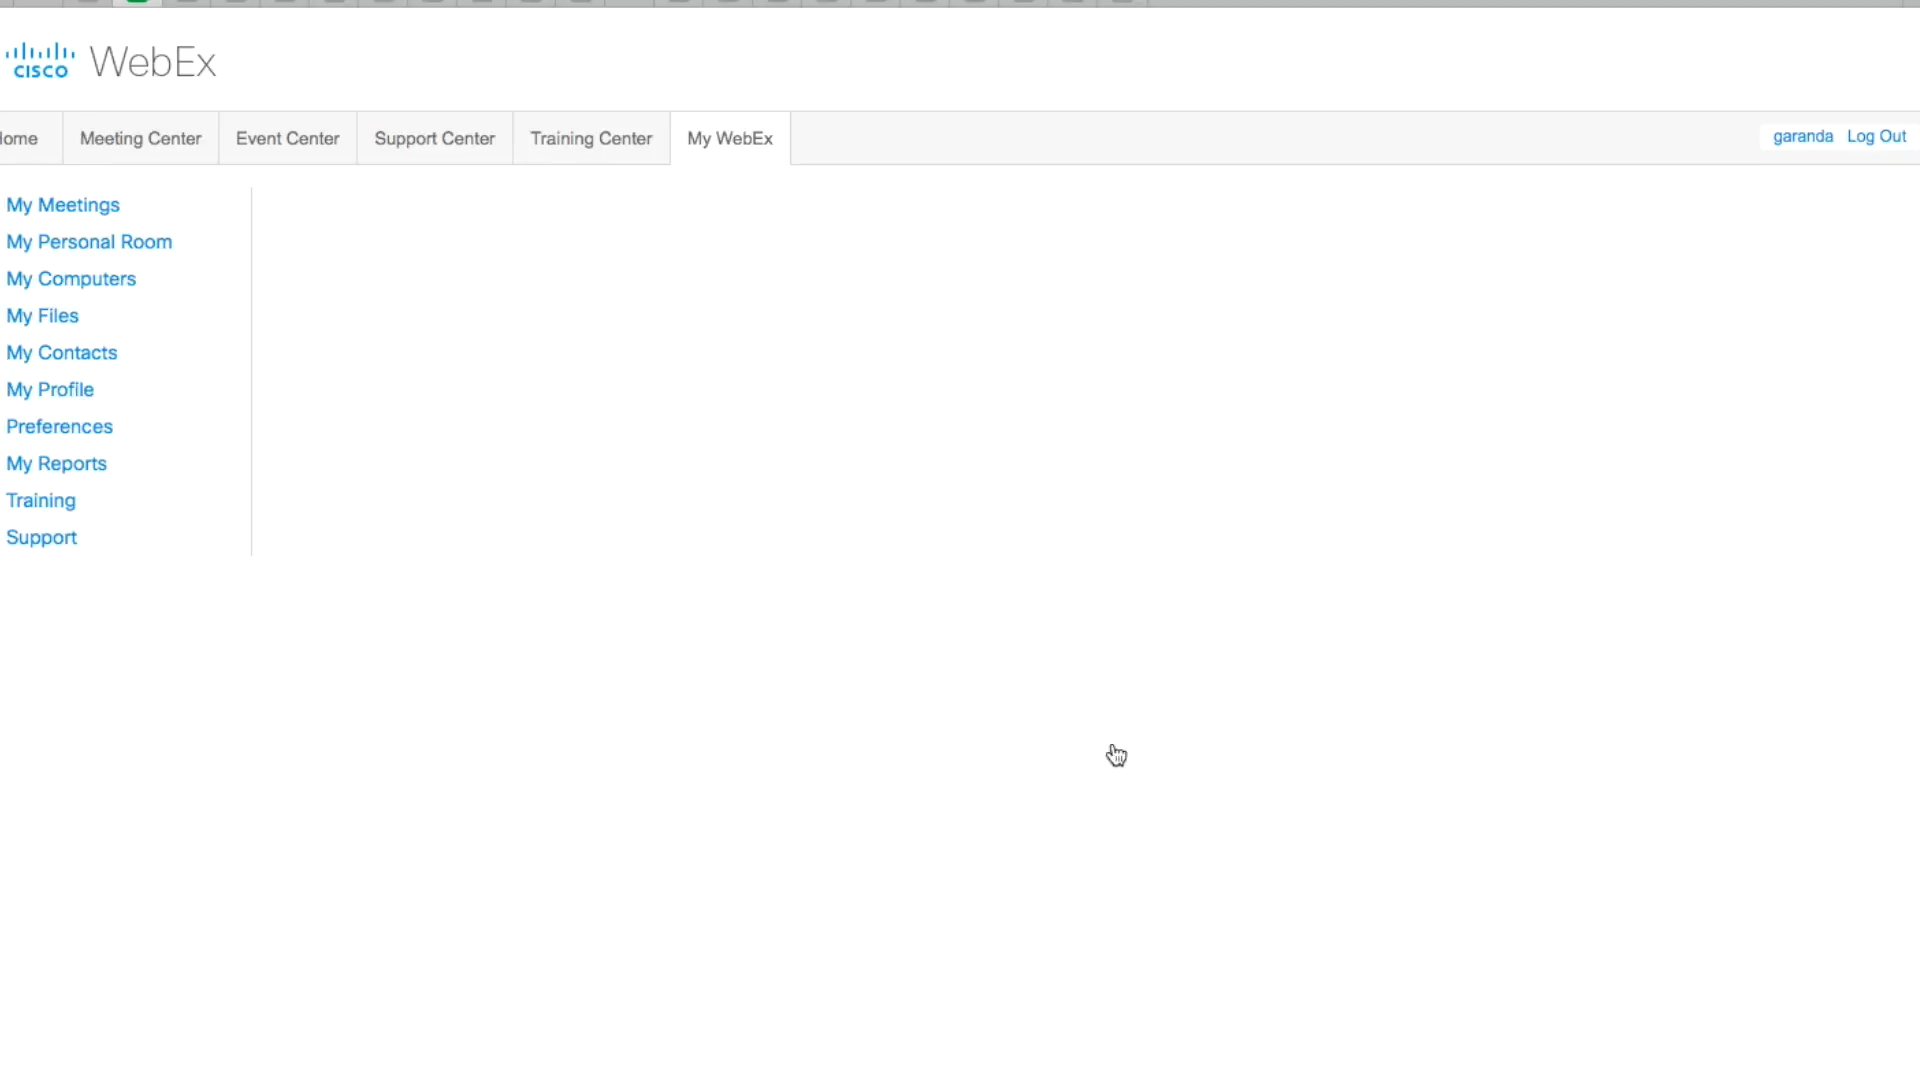 CISCO WebEx
ome Meeting Center Event Center Support Center Training Center My WebEx garanda Log Out
My Meetings
My Personal Room
My Computers
My Files
My Contacts
My Profile
Preferences
My Reports
Training
Support